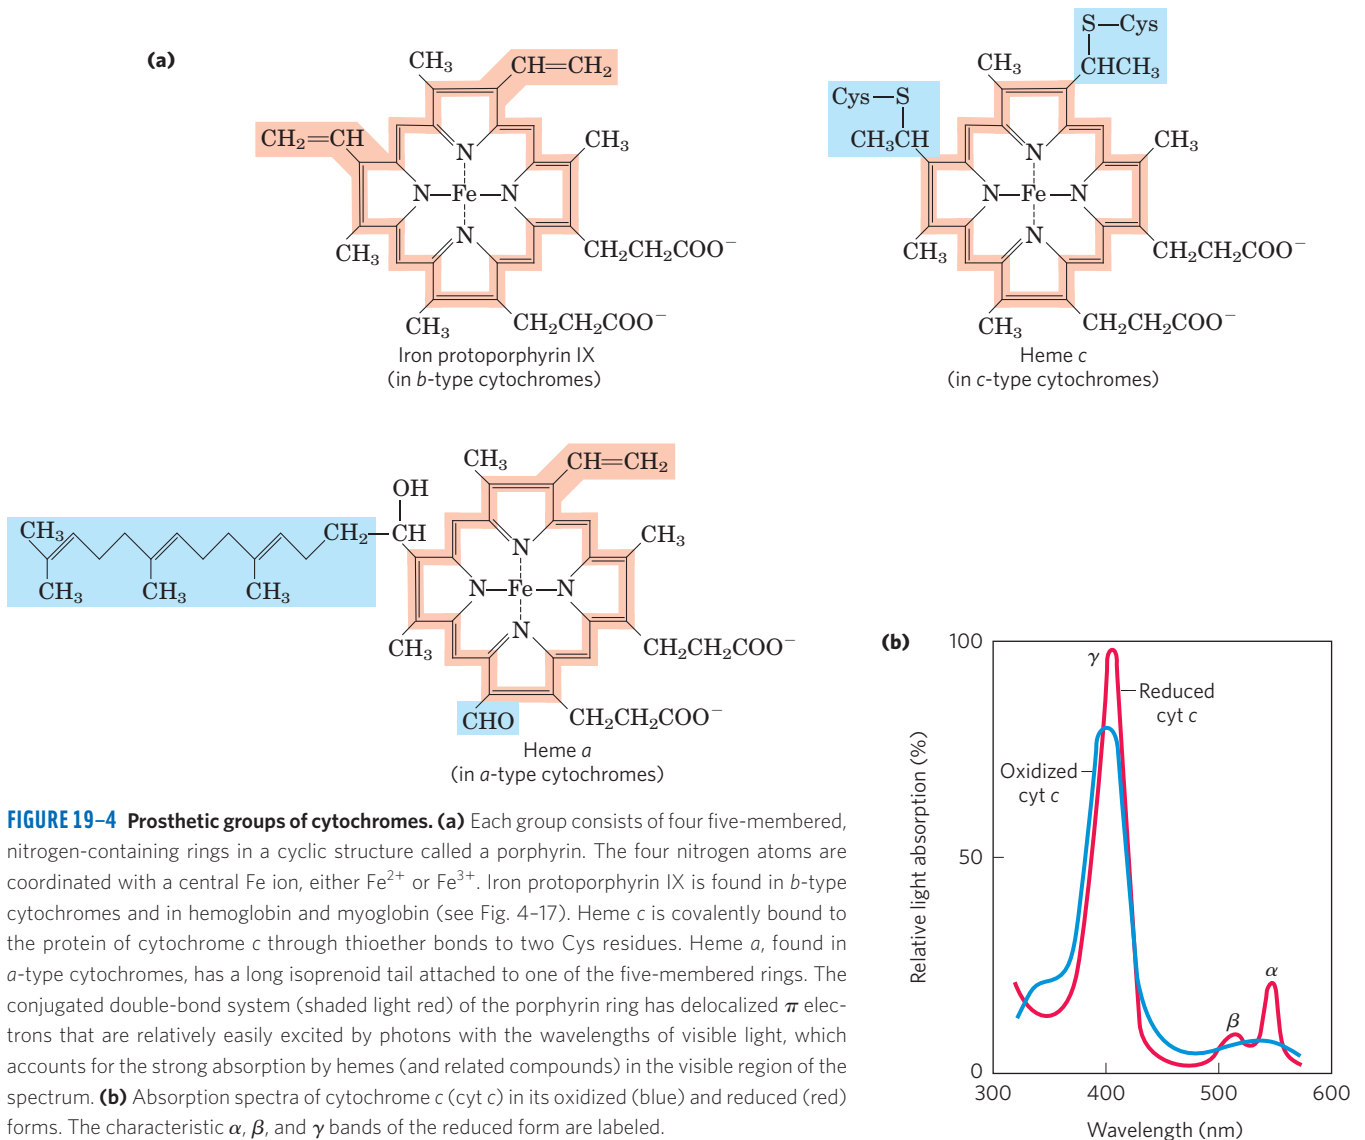 (a)
CH3
CH=CH2
CH2=CH
CH3
N
N—Fe—N
N
CH3
CH2CH2COO−
CH3
CH2CH2COO−
Iron protoporphyrin IX
(in b-type cytochromes)
S—Cys
CH3
CHCH3
Cys—S
CH3CH
CH3
N
N—Fe—N
N
CH3
CH2CH2COO−
CH3
CH2CH2COO−
Heme c
(in c-type cytochromes)
CH3
CH=CH2
OH
CH3
CH2—CH
CH3
CH3
CH3
CH3
N
N—Fe—N
N
CH3
CH2CH2COO−
CHO
CH2CH2COO−
Heme a
(in a-type cytochromes)
FIGURE 19–4 Prosthetic groups of cytochromes. (a) Each group consists of four five-membered,
nitrogen-containing rings in a cyclic structure called a porphyrin. The four nitrogen atoms are
coordinated with a central Fe ion, either Fe2+ or Fe3+. Iron protoporphyrin IX is found in b-type
cytochromes and in hemoglobin and myoglobin (see Fig. 4–17). Heme c is covalently bound to
the protein of cytochrome c through thioether bonds to two Cys residues. Heme a, found in
a-type cytochromes, has a long isoprenoid tail attached to one of the five-membered rings. The
conjugated double-bond system (shaded light red) of the porphyrin ring has delocalized π elec-
trons that are relatively easily excited by photons with the wavelengths of visible light, which
accounts for the strong absorption by hemes (and related compounds) in the visible region of the
spectrum. (b) Absorption spectra of cytochrome c (cyt c) in its oxidized (blue) and reduced (red)
forms. The characteristic α, β, and γ bands of the reduced form are labeled.
(b)
100
γ
Reduced
cyt c
Oxidized
cyt c
Relative light absorption (%)
50
α
β
0
300
400
500
600
Wavelength (nm)